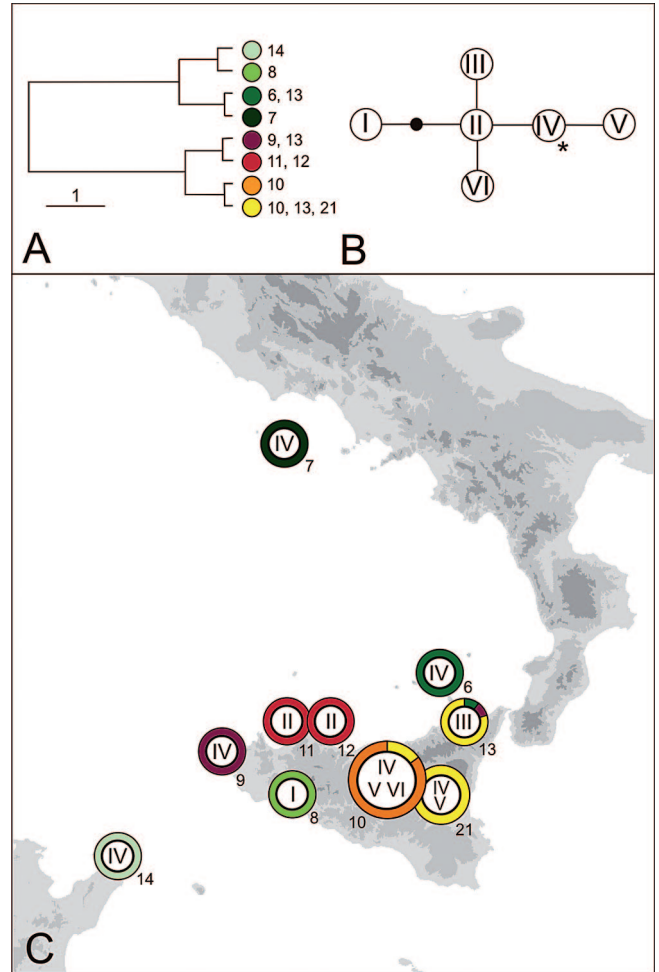 14
8
6, 13
7
9, 13
11, 12
10
10, 13, 21
1
A
III
I II IV V
*
VI
B
IV
7
IV
6
II II III
11 12 13
IV
9
I
8
IV
V VI
10
IV
V
21
IV
14
C